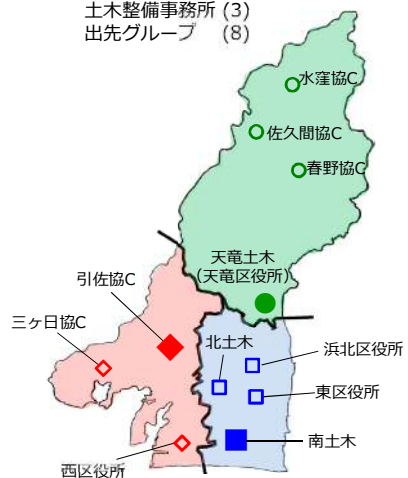 土木整備事務所 (3)
出先グループ (8)
水窪協C
佐久間協C
春野協C
天竜土木
(天竜区役所)
引佐協C
三ヶ日協C
北土木
浜北区役所
東区役所
南土木
西区役所